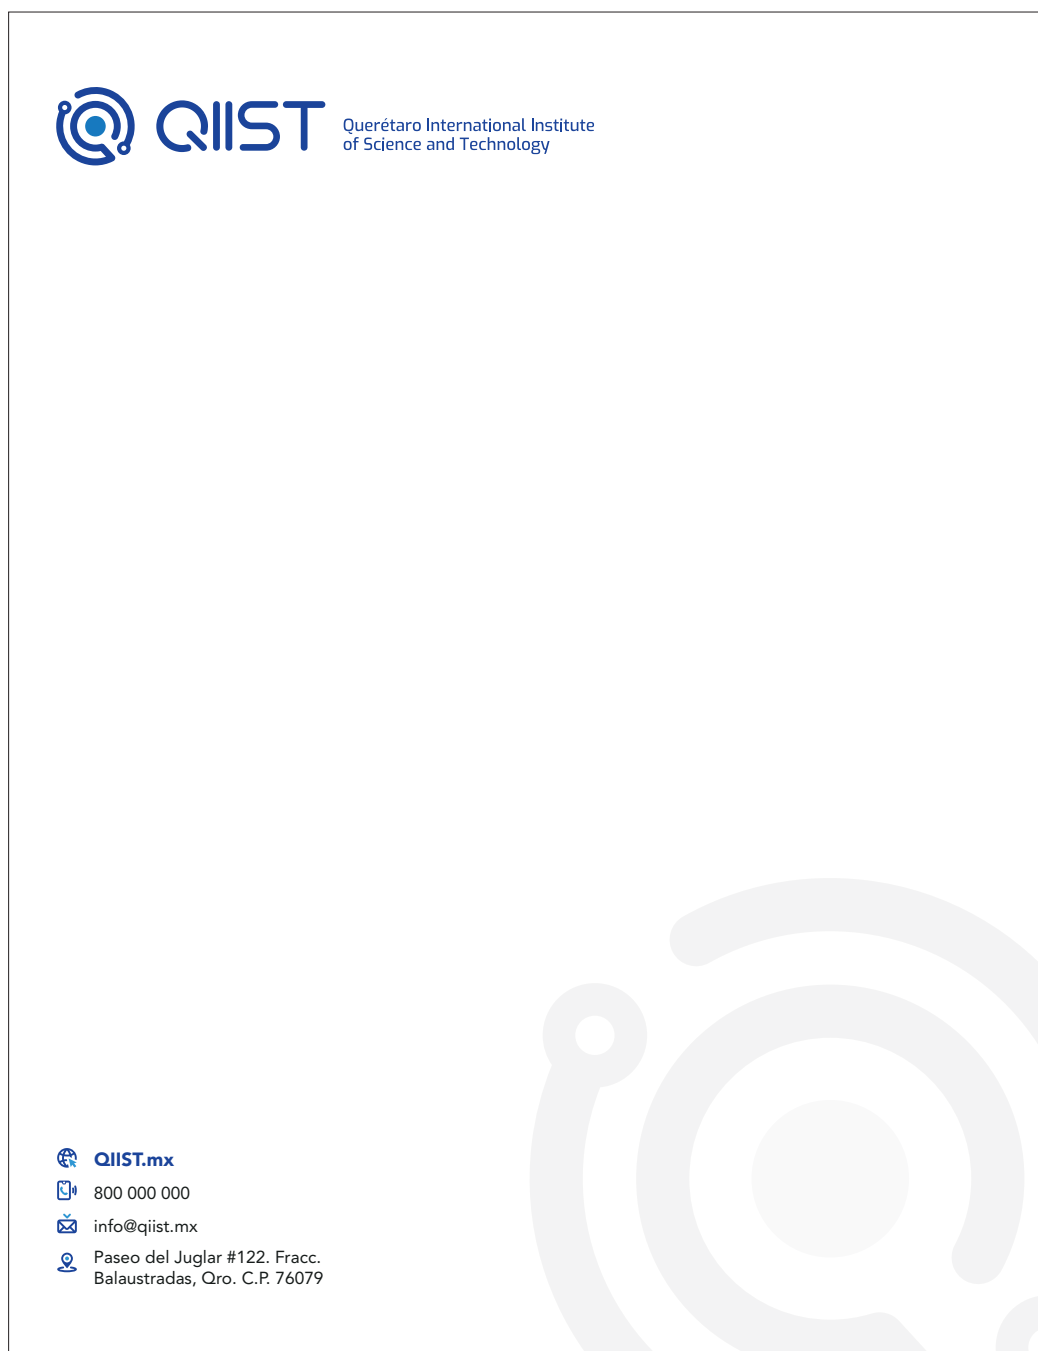 QIIST
Querétaro International Institute
of Science and Technology
QIIST.mx
800 000 000
info@qiist.mx
Paseo del Juglar #122. Fracc.
Balaustradas, Qro. C.P. 76079